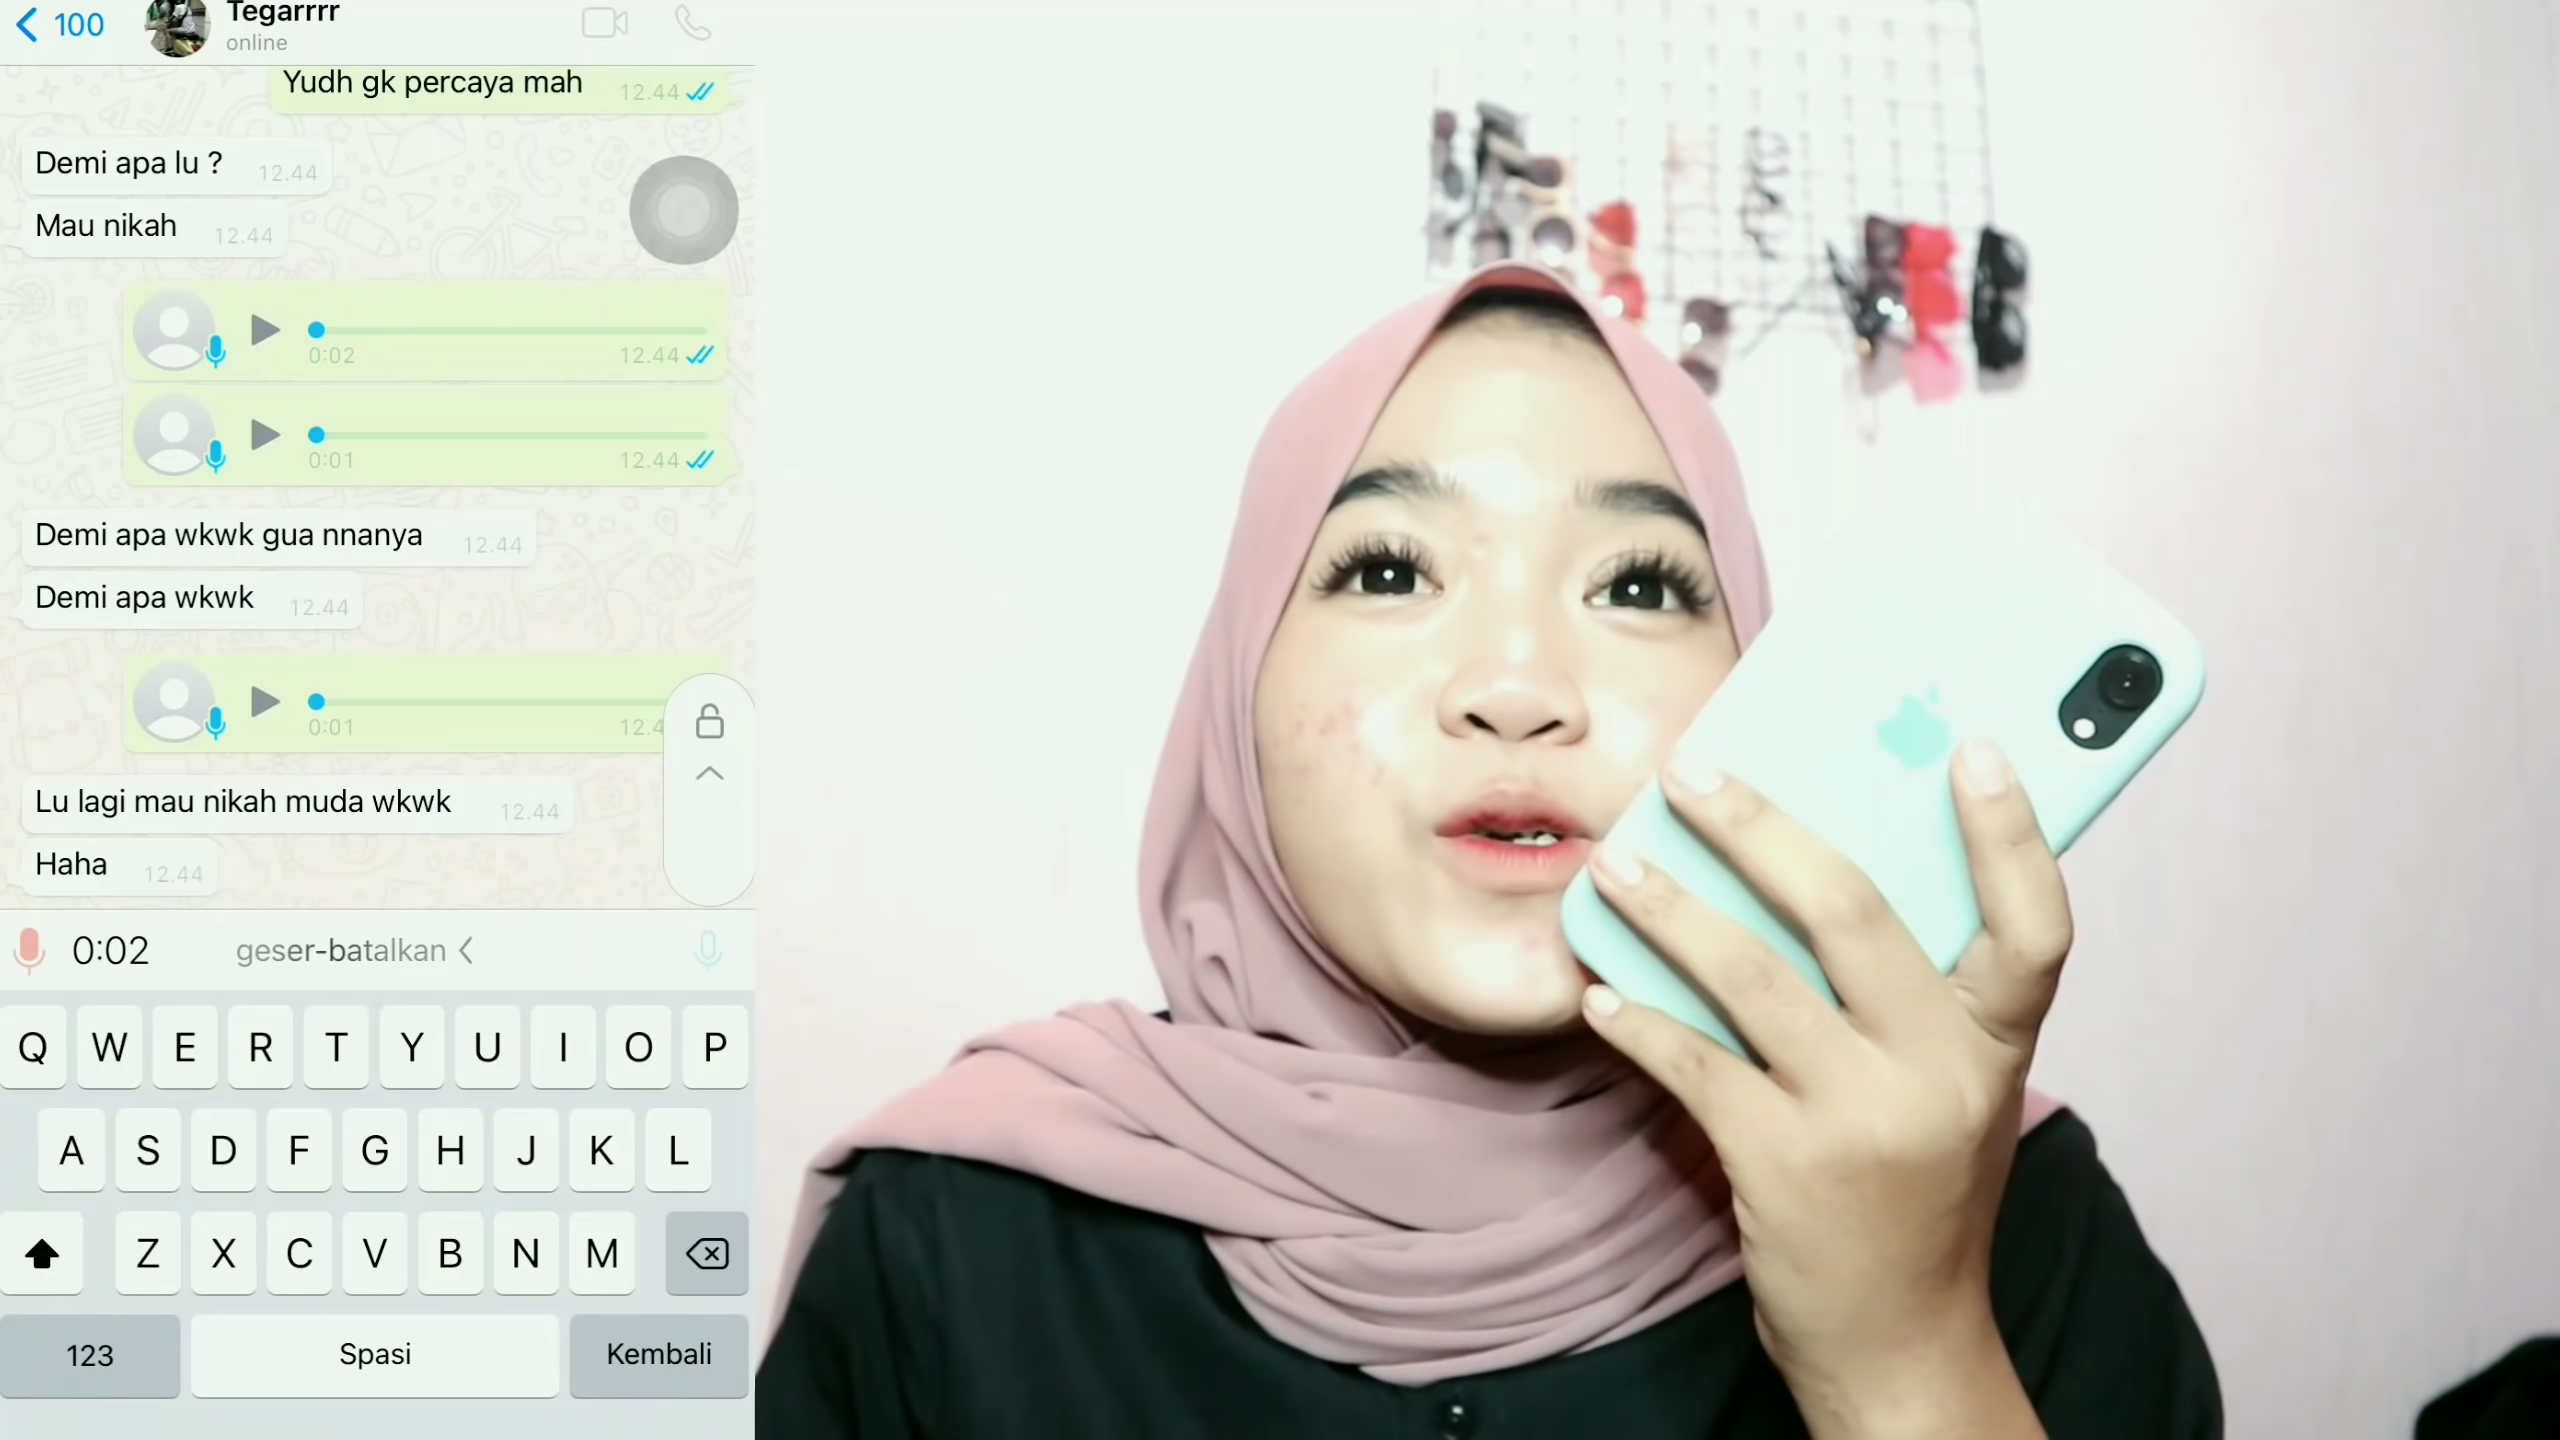 100
Tegarrrr
online
Yudh gk percaya mah 12.44
Demi apa lu ? 12.44
Mau nikah 12.44
0:02 12.44
0:01 12.44
Demi apa wkwk gua nnanya 12.44
Demi apa wkwk 12.44
0:01 12.4
Lu lagi mau nikah muda wkwk 12.44
Haha 12.44
0:02 geser-batalkan
Q W E R T Y U I O P
A S D F G H J K L
Z X C V B N M
123 Spasi Kembali